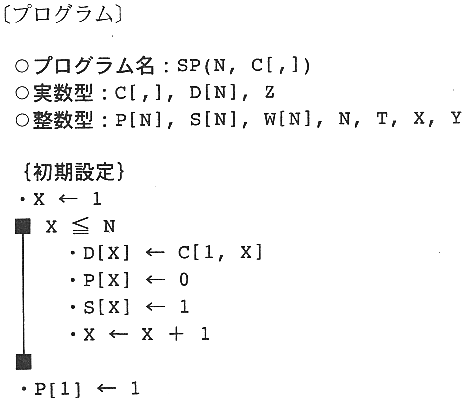 〔プログラム〕
○プログラム名：SP(N, C[,])
○実数型：C[,], D[N], Z
○整数型：P[N], S[N], W[N], N, T, X, Y
{初期設定}
・X ← 1
■ X ≦ N
・D[X] ← C[1, X]
・P[X] ← 0
・S[X] ← 1
・X ← X + 1
■
・P[1] ← 1